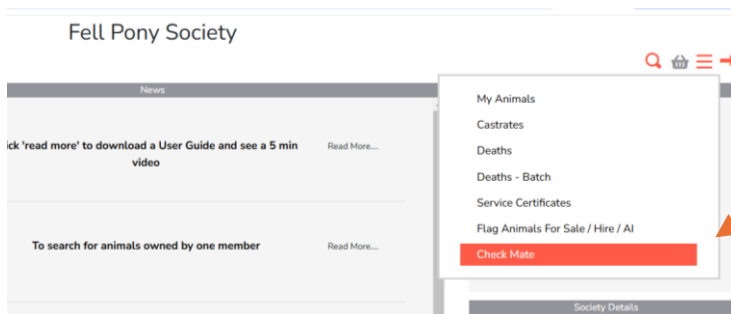 Fell Pony Society
News
ck 'read more' to download a User Guide and see a 5 min
video
Read More....
To search for animals owned by one member
Read More....
My Animals
Castrates
Deaths
Deaths - Batch
Service Certificates
Flag Animals For Sale / Hire / AI
Check Mate
Society Details